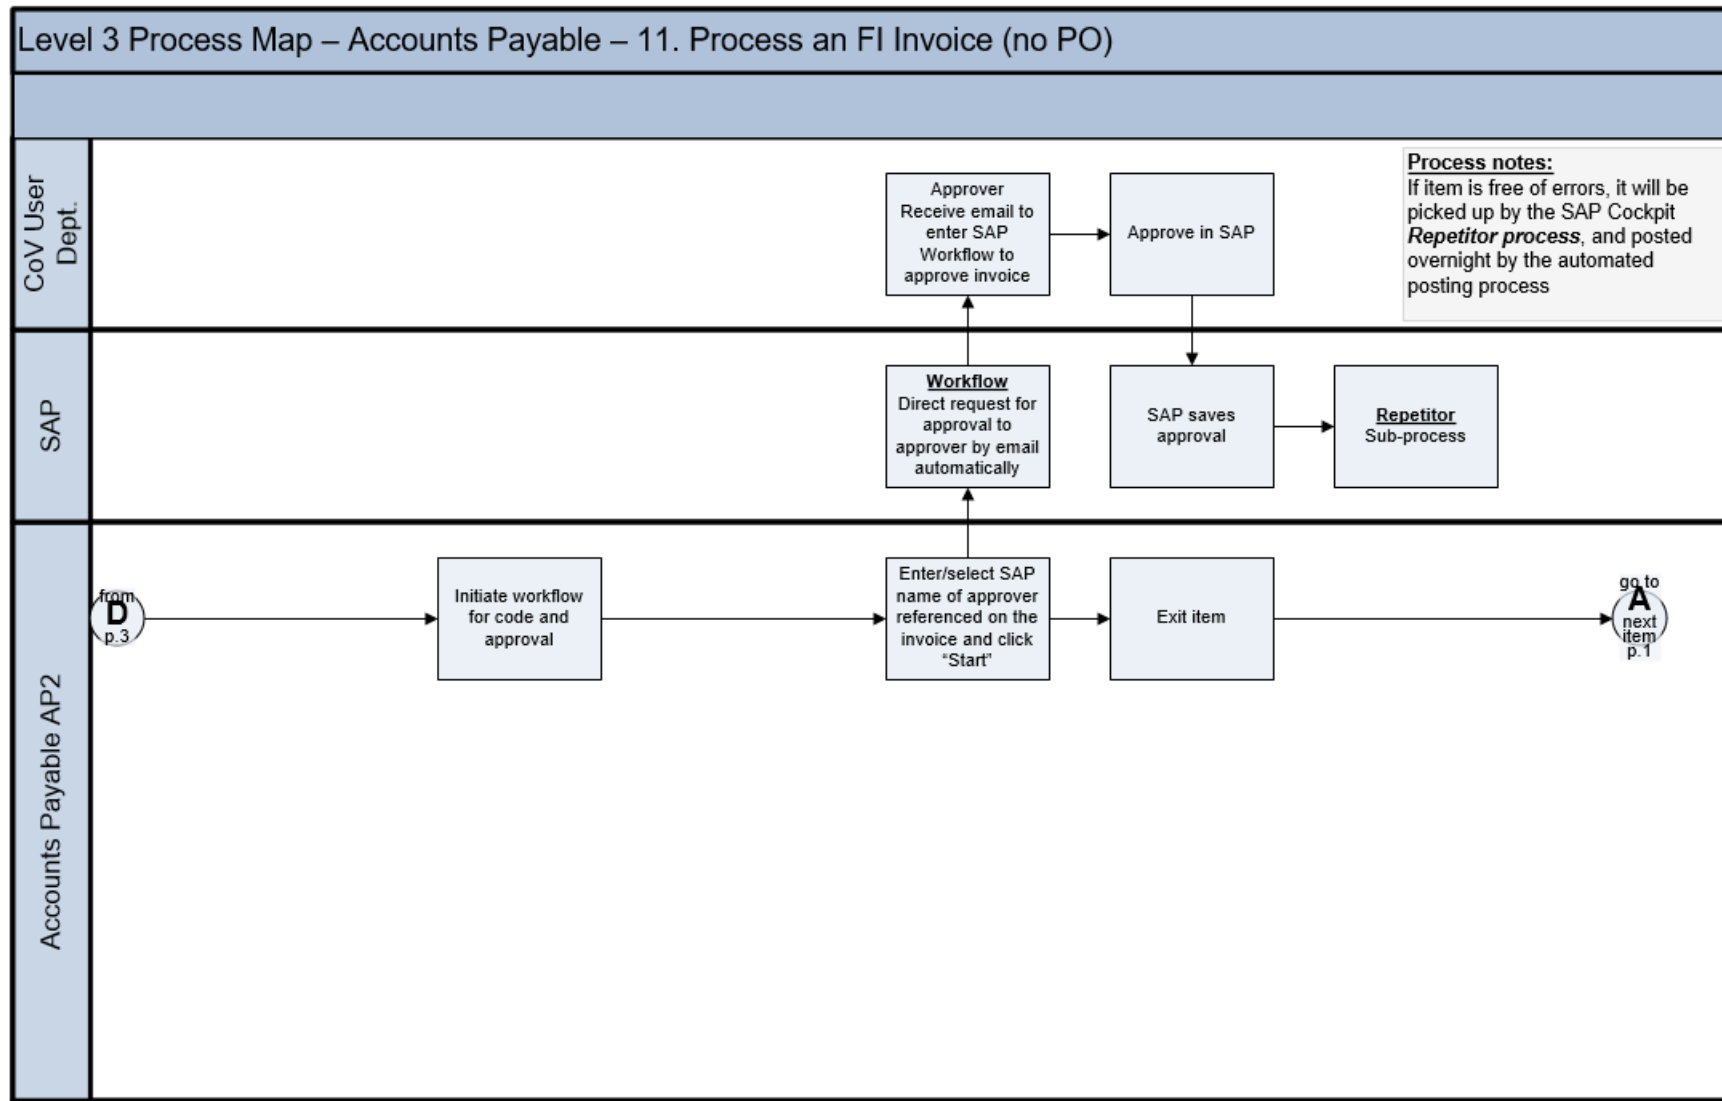 Level 3 Process Map – Accounts Payable – 11. Process an FI Invoice (no PO)
CoV User
Dept.
Approver
Receive email to
enter SAP
Workflow to
approve invoice
Approve in SAP
Process notes:
If item is free of errors, it will be
picked up by the SAP Cockpit
Repetitor process, and posted
overnight by the automated
posting process
SAP
Workflow
Direct request for
approval to
approver by email
automatically
SAP saves
approval
Repetitor
Sub-process
Accounts Payable AP2
from
D
p.3
Initiate workflow
for code and
approval
Enter/select SAP
name of approver
referenced on the
invoice and click
“Start”
Exit item
go to
A
next
item
p.1